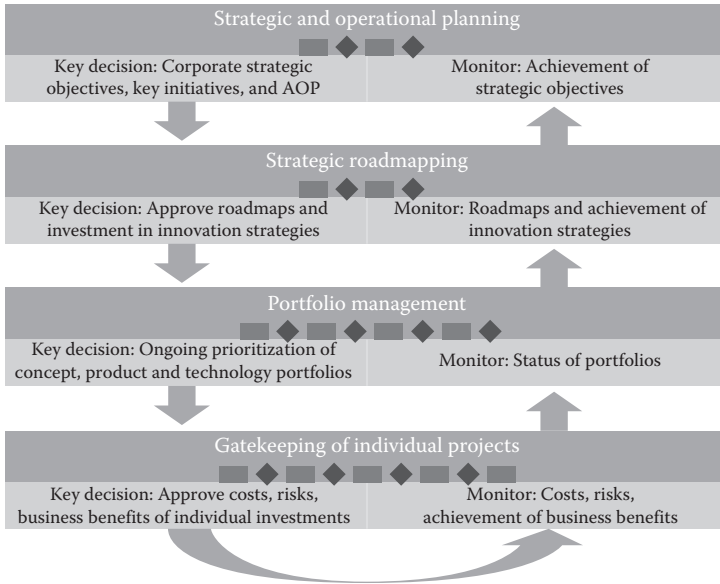 Strategic and operational planning
Key decision: Corporate strategic
objectives, key initiatives, and AOP
Monitor: Achievement of
strategic objectives
Strategic roadmapping
Key decision: Approve roadmaps and
investment in innovation strategies
Monitor: Roadmaps and achievement of
innovation strategies
Portfolio management
Key decision: Ongoing prioritization of
concept, product and technology portfolios
Monitor: Status of portfolios
Gatekeeping of individual projects
Key decision: Approve costs, risks,
business benefits of individual investments
Monitor: Costs, risks,
achievement of business benefits